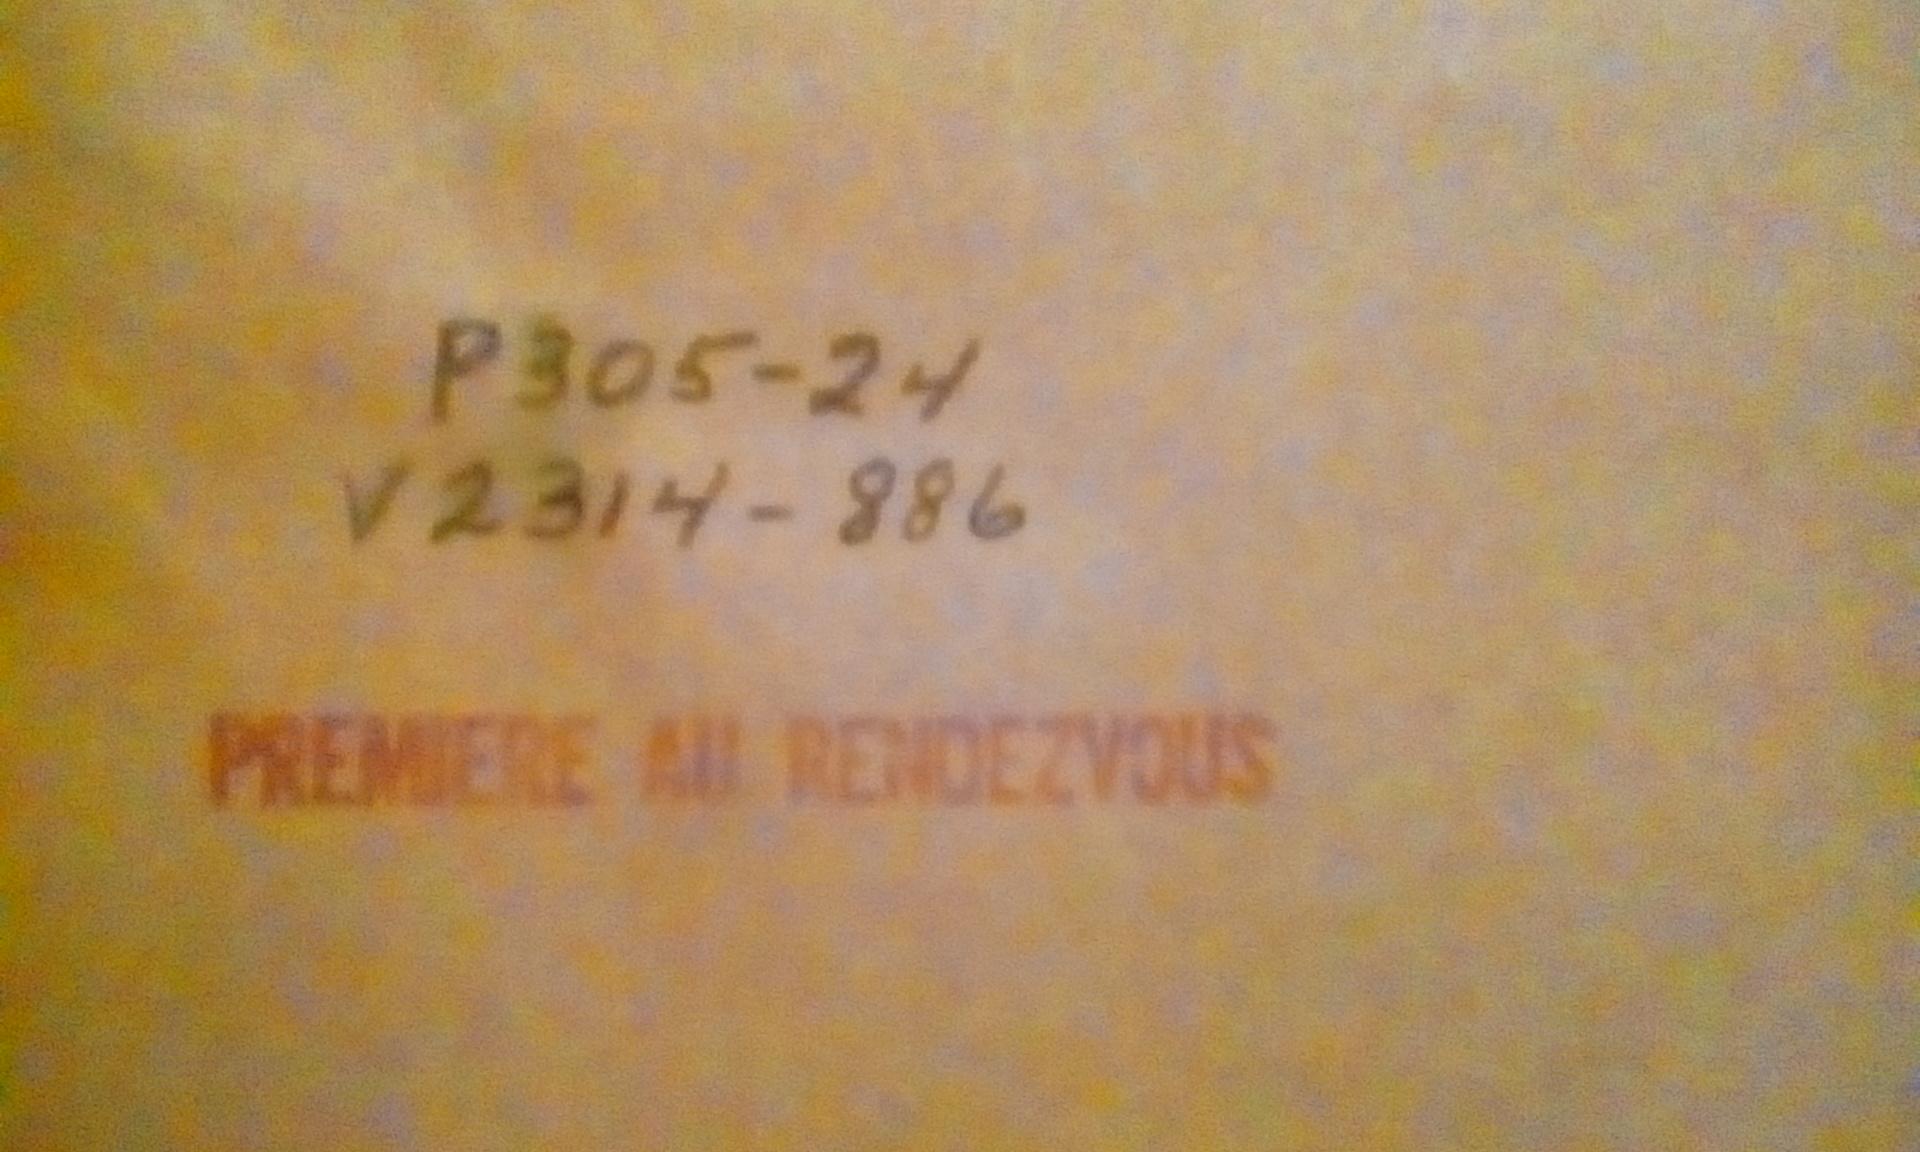 P305-24
V2314-886
PREMIERE AU RENDEZVOUS